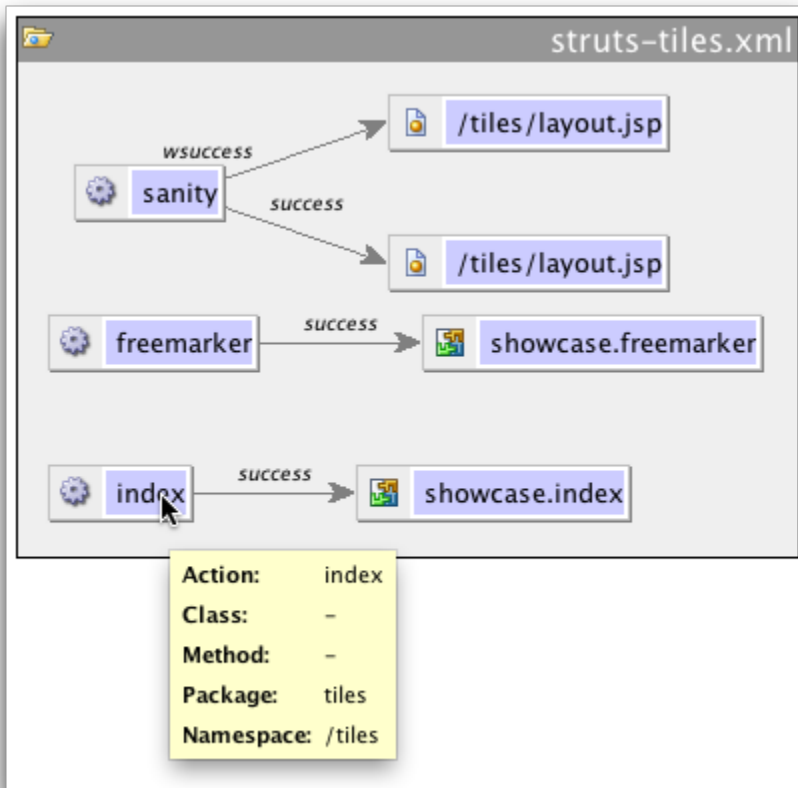 struts-tiles.xml
/tiles/layout.jsp
wsuccess
sanity
success
/tiles/layout.jsp
success
freemarker
showcase.freemarker
success
index
showcase.index
Action: index
Class: -
Method: -
Package: tiles
Namespace: /tiles